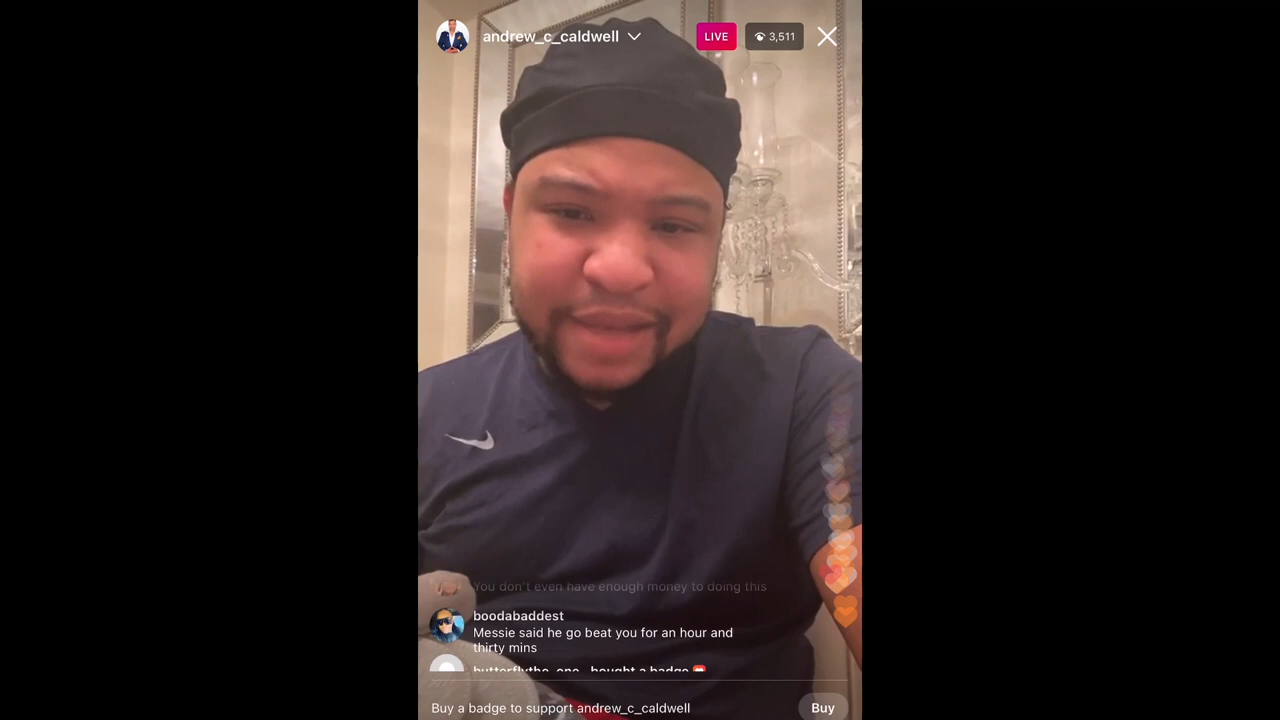 andrew_c_caldwell
LIVE
3,511
You don't even have enough money to doing this
boodabaddest
Messie said he go beat you for an hour and
thirty mins
bought a badge
Buy a badge to support andrew_c_caldwell
Buy